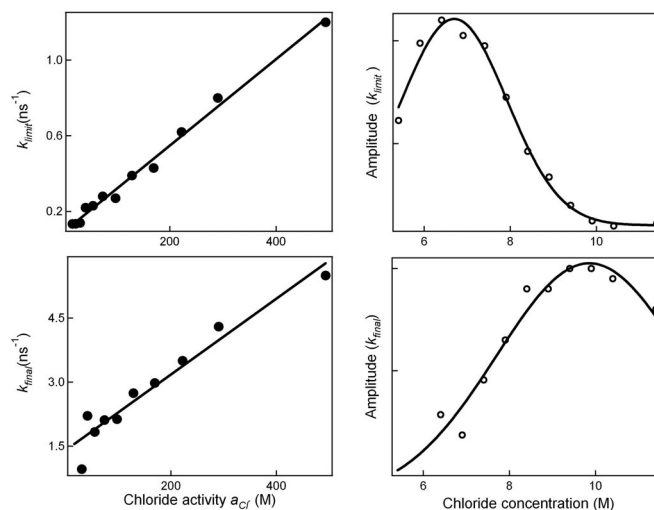 k_limit(ns⁻¹)
1.0
0.6
0.2
200
400
Amplitude (k_limit)
6
8
10
k_final(ns⁻¹)
4.5
3.0
1.5
0
200
400
Chloride activity a_Cl⁻ (M)
Amplitude (k_final)
6
8
10
Chloride concentration (M)